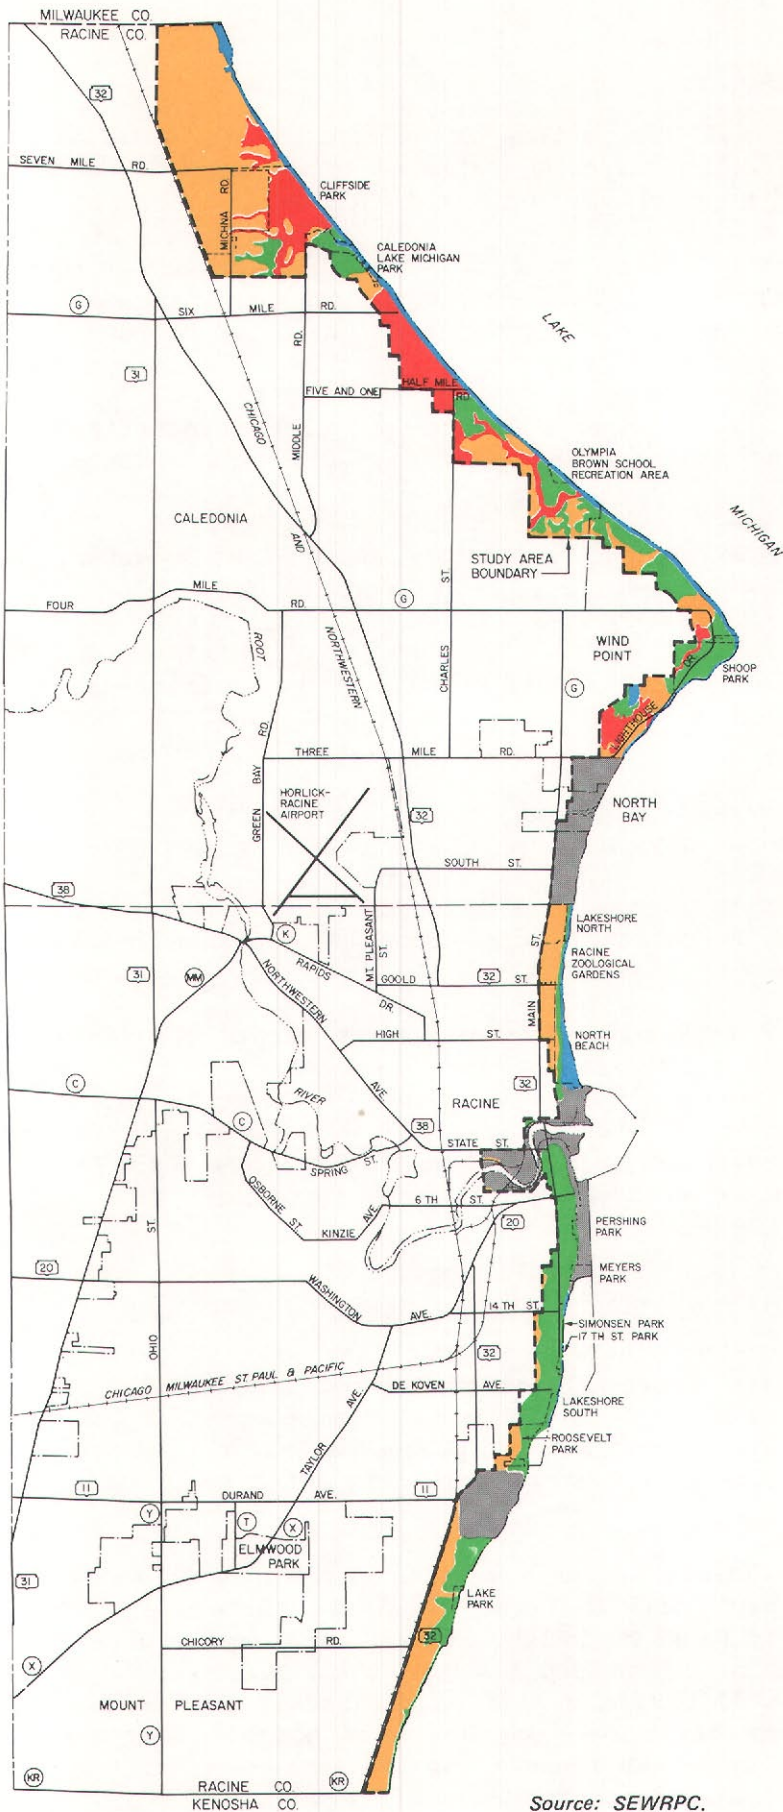 MILWAUKEE CO.
RACINE CO.
32
SEVEN MILE RD.
MICHNA RD.
CLIFFSIDE
PARK
CALEDONIA
LAKE MICHIGAN
PARK
G
SIX MILE RD.
LAKE
31
FIVE AND ONE HALF MILE RD.
MIDDLE RD.
CHICAGO AND NORTHWESTERN
OLYMPIA
BROWN SCHOOL
RECREATION AREA
MICHIGAN
CALEDONIA
STUDY AREA
BOUNDARY
FOUR MILE RD.
G
CHARLES ST.
ROOT
WIND
POINT
G
LIGHTHOUSE DR.
SHOOP
PARK
THREE MILE RD.
GREEN BAY RD.
HORLICK-
RACINE
AIRPORT
32
NORTH
BAY
SOUTH ST.
38
MT. PLEASANT ST.
LAKESHORE
NORTH
K
RAPIDS DR.
RACINE
ZOOLOGICAL
GARDENS
31
MM
NORTHWESTERN AVE.
GOOLD ST.
32
MAIN ST.
HIGH ST.
NORTH
BEACH
C
32
RIVER
RACINE
C
38
STATE ST.
SPRING ST.
OSBORNE ST.
KINZIE AVE.
6 TH ST.
20
PERSHING
PARK
MEYERS
PARK
20
OHIO ST.
WASHINGTON AVE.
14 TH ST.
SIMONSEN PARK
17 TH ST. PARK
32
CHICAGO MILWAUKEE ST. PAUL & PACIFIC
DE KOVEN AVE.
LAKESHORE
SOUTH
TAYLOR AVE.
ROOSEVELT
PARK
11
DURAND AVE.
11
Y
T
X
ELMWOOD
PARK
31
LAKE
PARK
CHICORY RD.
32
X
MOUNT PLEASANT
Y
KR
RACINE CO.
KENOSHA CO.
KR
Source: SEWRPC.